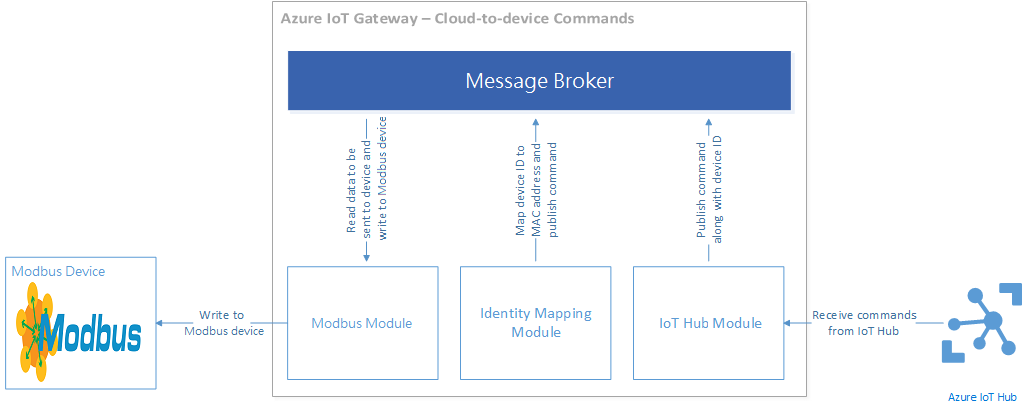 Azure IoT Gateway – Cloud-to-device Commands
Message Broker
Read data to be
sent to device and
write to Modbus device
Map device ID to
MAC address and
publish command
Publish command
along with device ID
Modbus Device
Modbus
Write to
Modbus device
Modbus Module
Identity Mapping
Module
IoT Hub Module
Receive commands
from IoT Hub
Azure IoT Hub